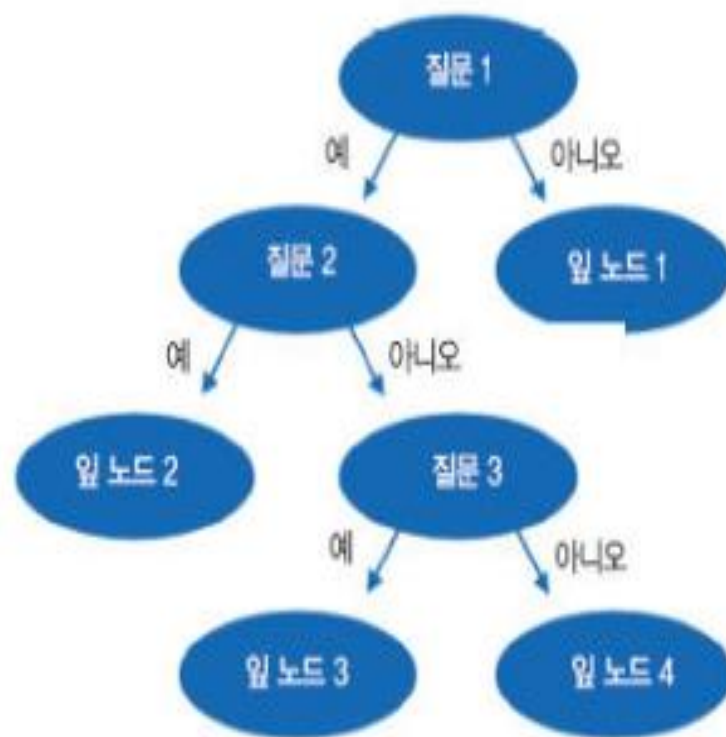 질문 1
예
아니오
질문 2
잎 노드 1
예
아니오
잎 노드 2
질문 3
예
아니오
잎 노드 3
잎 노드 4